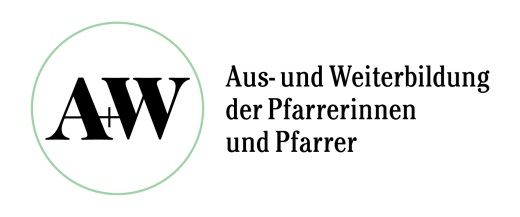 A+W
Aus- und Weiterbildung
der Pfarrerinnen
und Pfarrer